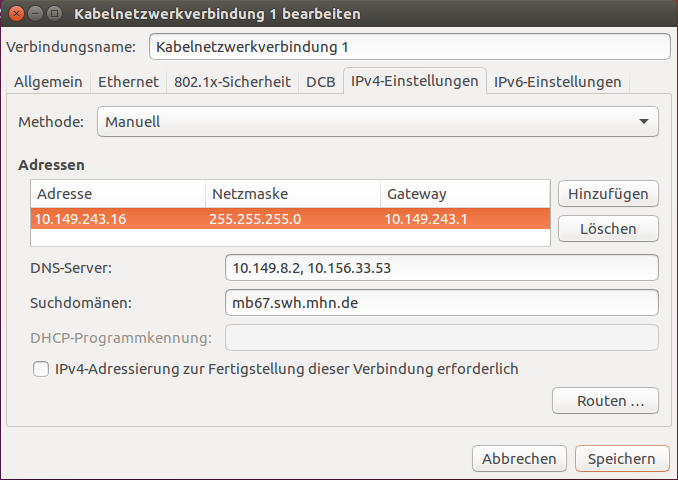 Kabelnetzwerkverbindung 1 bearbeiten
Verbindungsname: Kabelnetzwerkverbindung 1
Allgemein Ethernet 802.1x-Sicherheit DCB IPv4-Einstellungen IPv6-Einstellungen
Methode: Manuell
Adressen
Adresse Netzmaske Gateway Hinzufügen
10.149.243.16 255.255.255.0 10.149.243.1
Löschen
DNS-Server: 10.149.8.2, 10.156.33.53
Suchdomänen: mb67.swh.mhn.de
DHCP-Programmkennung:
IPv4-Adressierung zur Fertigstellung dieser Verbindung erforderlich
Routen …
Abbrechen Speichern